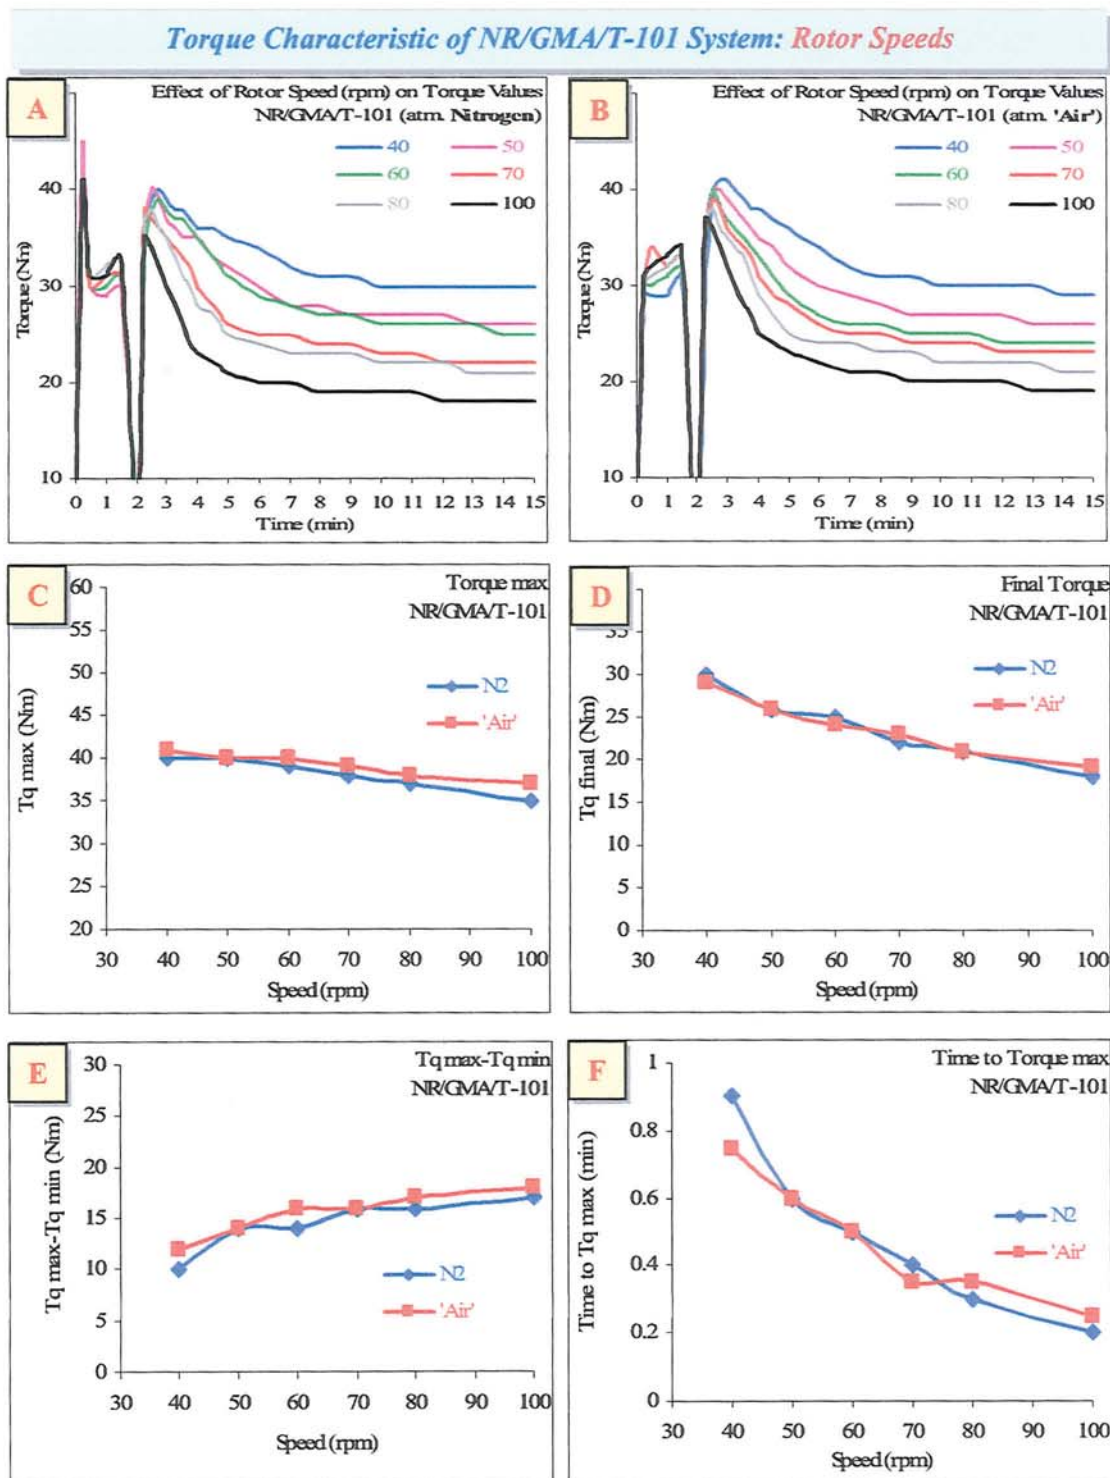 Torque Characteristic of NR/GMA/T-101 System: Rotor Speeds
A
Effect of Rotor Speed (rpm) on Torque Values
NR/GMA/T-101 (atm. Nitrogen)
40 50
60 70
80 100
Torque (Nm)
40
30
20
10
0 1 2 3 4 5 6 7 8 9 10 11 12 13 14 15
Time (min)
B
Effect of Rotor Speed (rpm) on Torque Values
NR/GMA/T-101 (atm. 'Air')
40 50
60 70
80 100
Torque (Nm)
40
30
20
10
0 1 2 3 4 5 6 7 8 9 10 11 12 13 14 15
Time (min)
C
Torque max
NR/GMA/T-101
N2
'Air'
Tq max (Nm)
60
55
50
45
40
35
30
25
20
30 40 50 60 70 80 90 100
Speed (rpm)
D
Final Torque
NR/GMA/T-101
N2
'Air'
Tq final (Nm)
35
30
25
20
15
10
5
0
30 40 50 60 70 80 90 100
Speed (rpm)
E
Tq max-Tq min
NR/GMA/T-101
N2
'Air'
Tq max-Tq min (Nm)
30
25
20
15
10
5
0
30 40 50 60 70 80 90 100
Speed (rpm)
F
Time to Torque max
NR/GMA/T-101
N2
'Air'
Time to Tq max (min)
1
0.8
0.6
0.4
0.2
0
30 40 50 60 70 80 90 100
Speed (rpm)